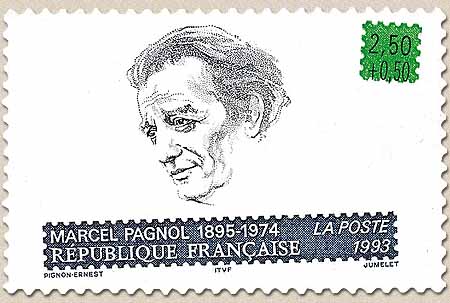 2,50
+0,50
MARCEL PAGNOL 1895-1974 LA POSTE
RÉPUBLIQUE FRANÇAISE 1993
PIGNON-ERNEST ITVF JUMELET